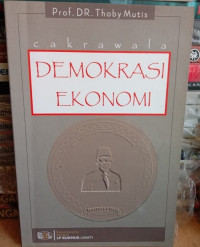 Prof. DR. Thoby Mutis
cakrawala
DEMOKRASI
EKONOMI